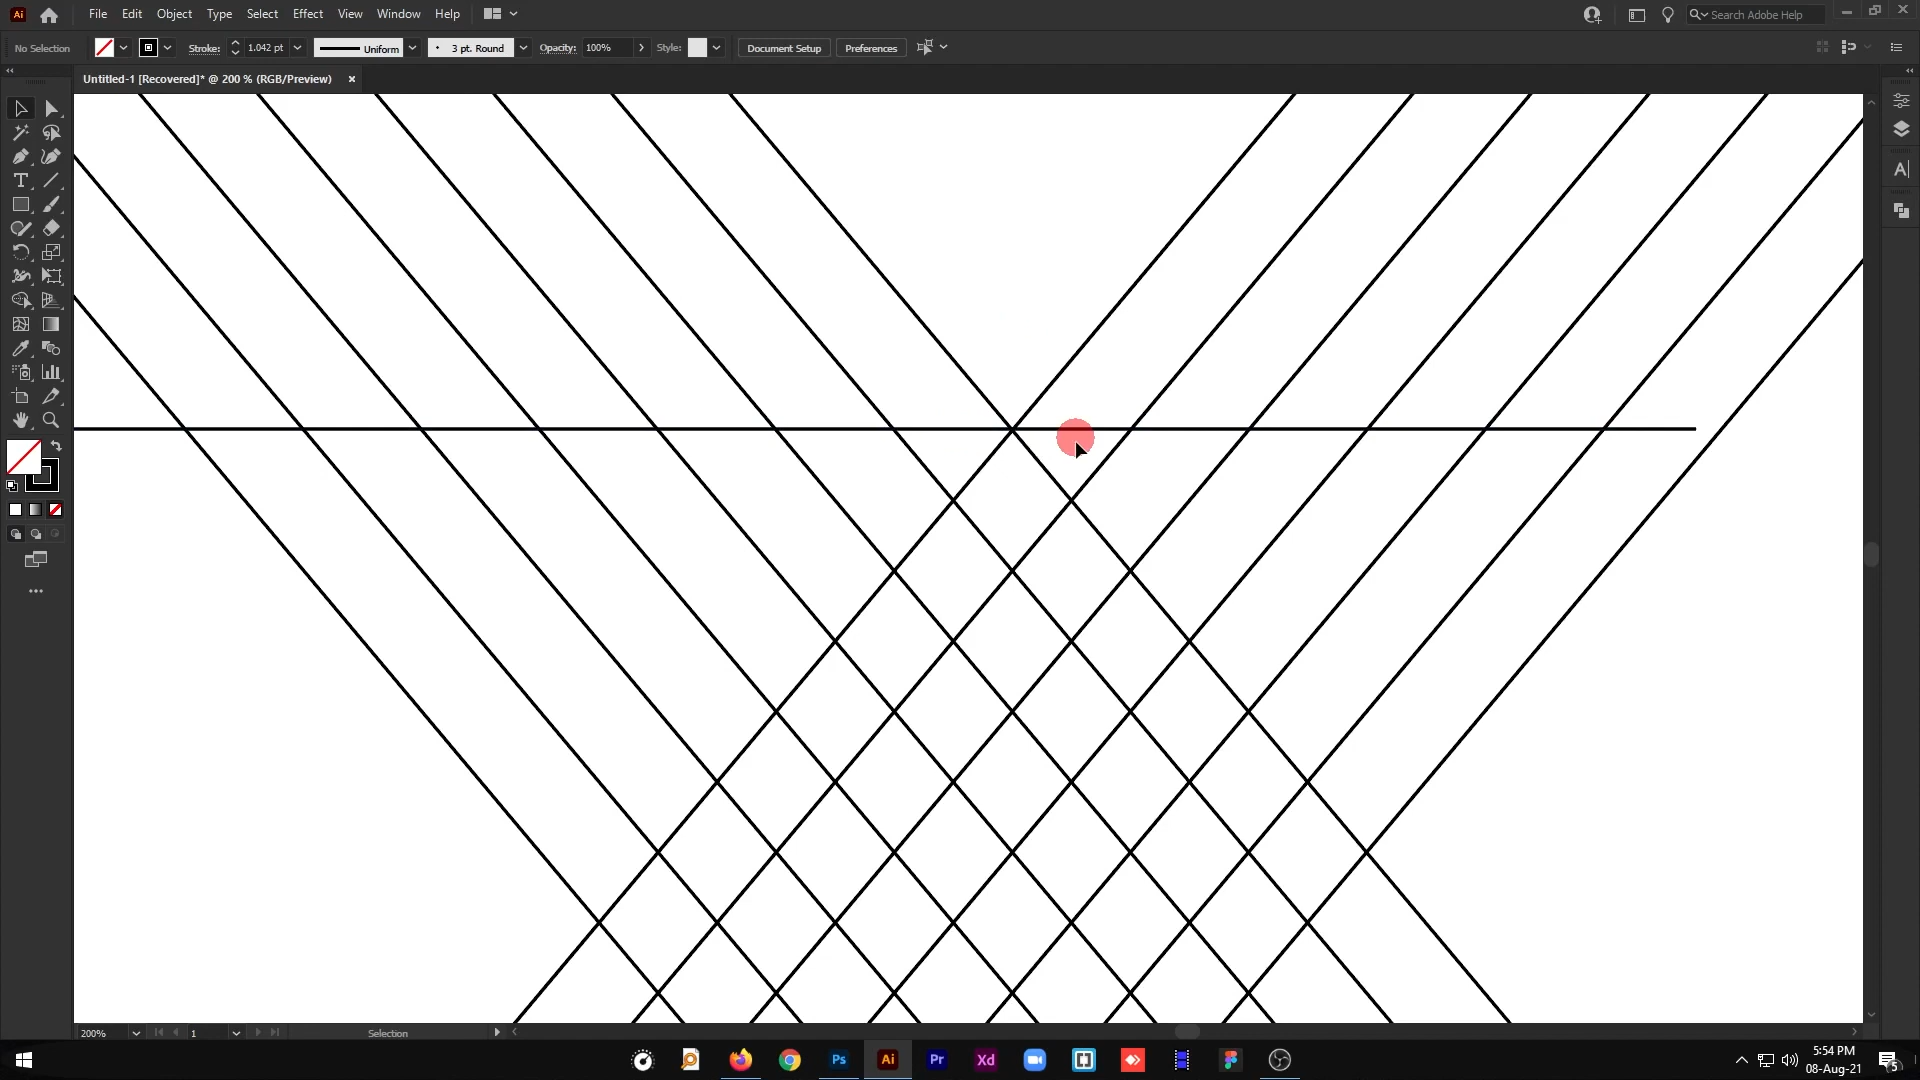 Ai File Edit Object Type Select Effect View Window Help Search Adobe Help
No Selection Stroke: 1.042 pt Uniform 3 pt. Round Opacity: 100% Style: Document Setup Preferences
Untitled-1 [Recovered]* @ 200 % (RGB/Preview) ×
200% 1 Selection
Ps Ai Pr Xd
5:54 PM
08-Aug-21
5